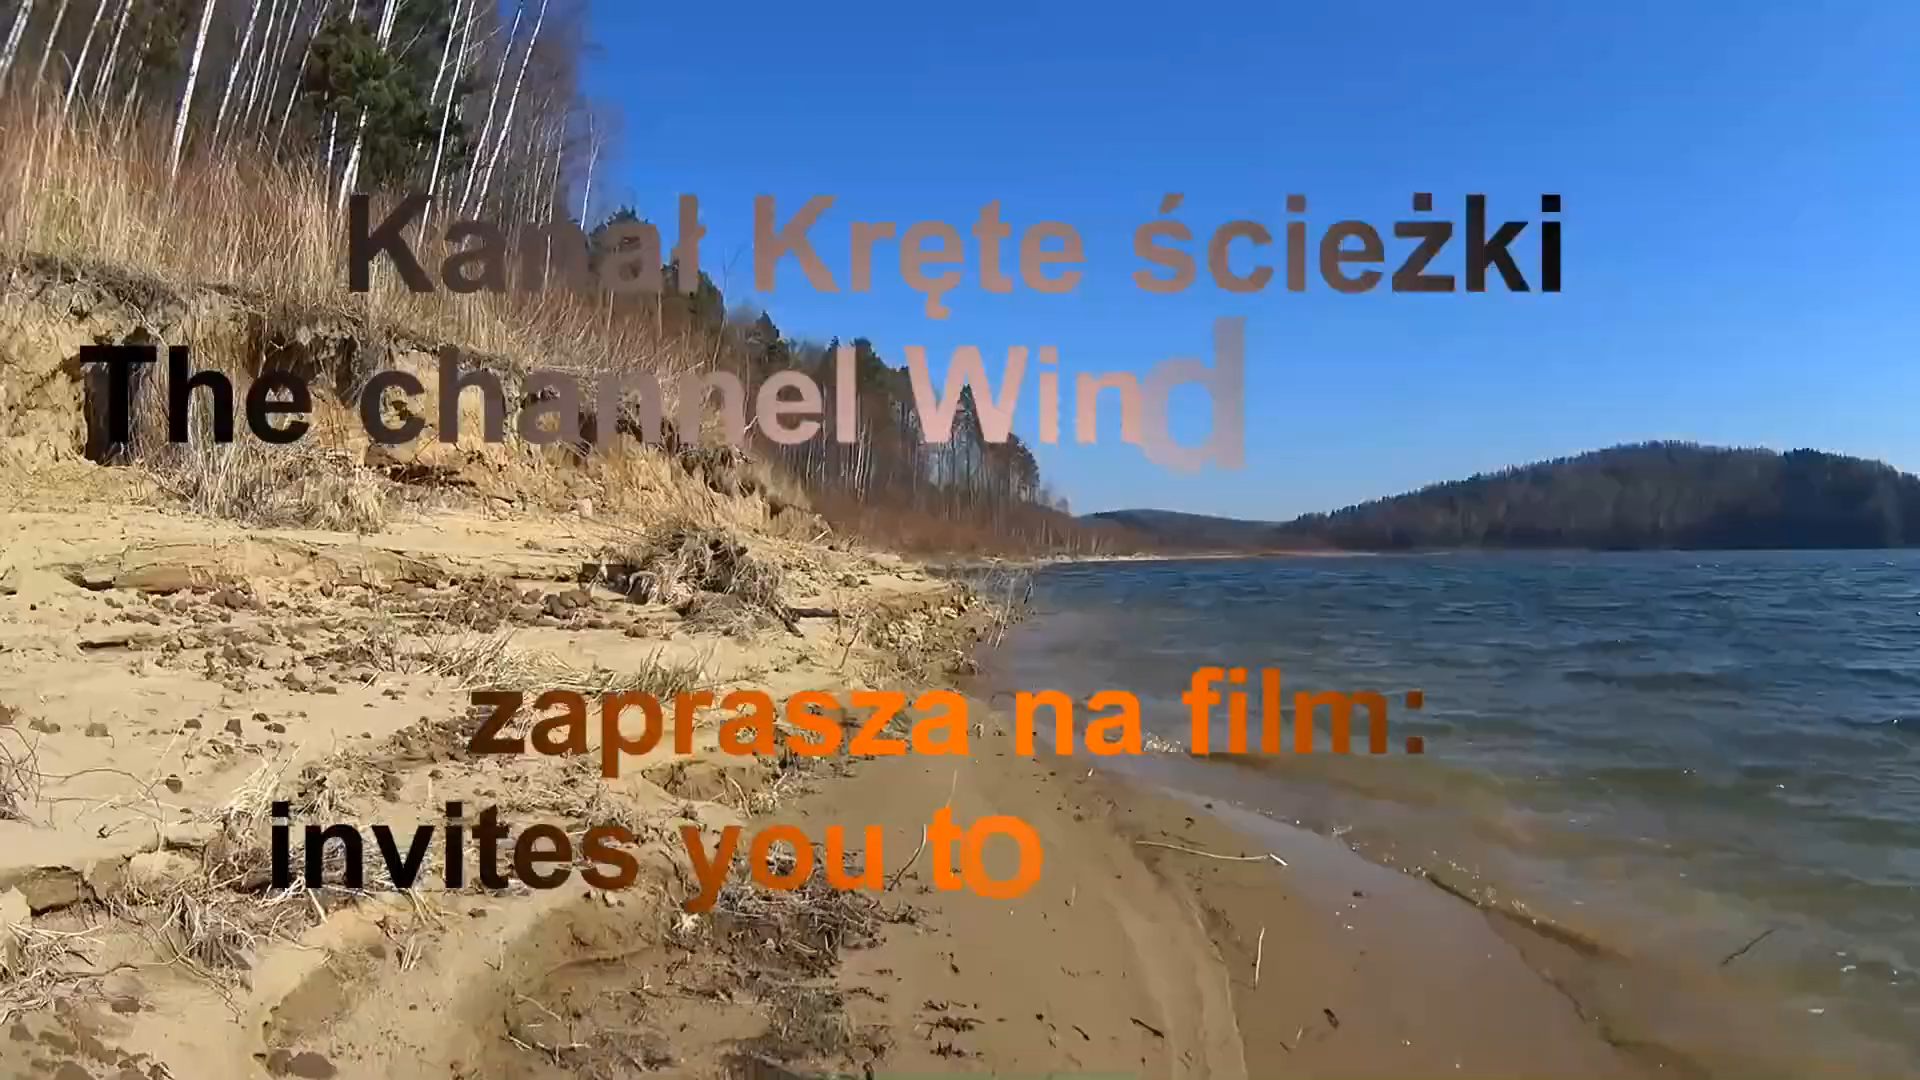 Kanał Kręte ścieżki
The channel Wind
zaprasza na film:
invites you to